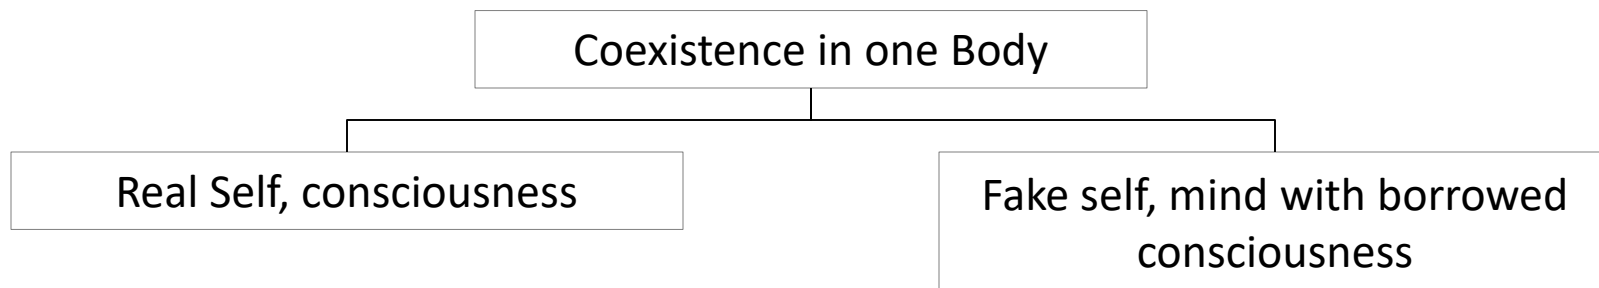 Coexistence in one Body
Real Self, consciousness
Fake self, mind with borrowed
consciousness